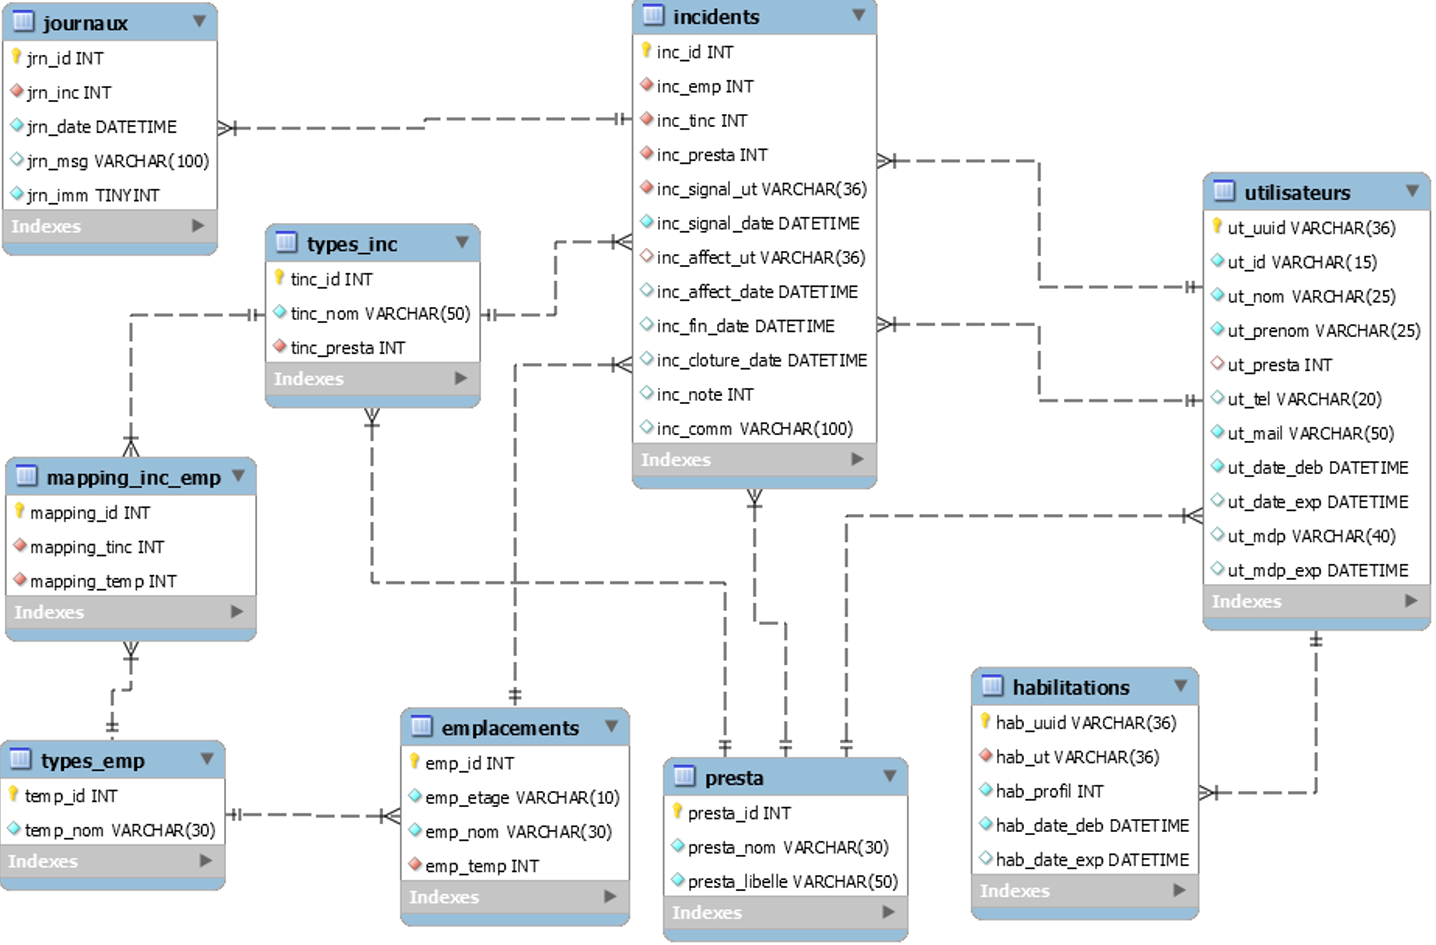 journaux
jrn_id INT
jrn_inc INT
jrn_date DATETIME
jrn_msg VARCHAR(100)
jrn_imm TINYINT
Indexes
incidents
inc_id INT
inc_emp INT
inc_tinc INT
inc_presta INT
inc_signal_ut VARCHAR(36)
inc_signal_date DATETIME
inc_affect_ut VARCHAR(36)
inc_affect_date DATETIME
inc_fin_date DATETIME
inc_cloture_date DATETIME
inc_note INT
inc_comm VARCHAR(100)
Indexes
utilisateurs
ut_uuid VARCHAR(36)
ut_id VARCHAR(15)
ut_nom VARCHAR(25)
ut_prenom VARCHAR(25)
ut_presta INT
ut_tel VARCHAR(20)
ut_mail VARCHAR(50)
ut_date_deb DATETIME
ut_date_exp DATETIME
ut_mdp VARCHAR(40)
ut_mdp_exp DATETIME
Indexes
types_inc
tinc_id INT
tinc_nom VARCHAR(50)
tinc_presta INT
Indexes
mapping_inc_emp
mapping_id INT
mapping_tinc INT
mapping_temp INT
Indexes
types_emp
temp_id INT
temp_nom VARCHAR(30)
Indexes
emplacements
emp_id INT
emp_etage VARCHAR(10)
emp_nom VARCHAR(30)
emp_temp INT
Indexes
presta
presta_id INT
presta_nom VARCHAR(30)
presta_libelle VARCHAR(50)
Indexes
habilitations
hab_uuid VARCHAR(36)
hab_ut VARCHAR(36)
hab_profil INT
hab_date_deb DATETIME
hab_date_exp DATETIME
Indexes